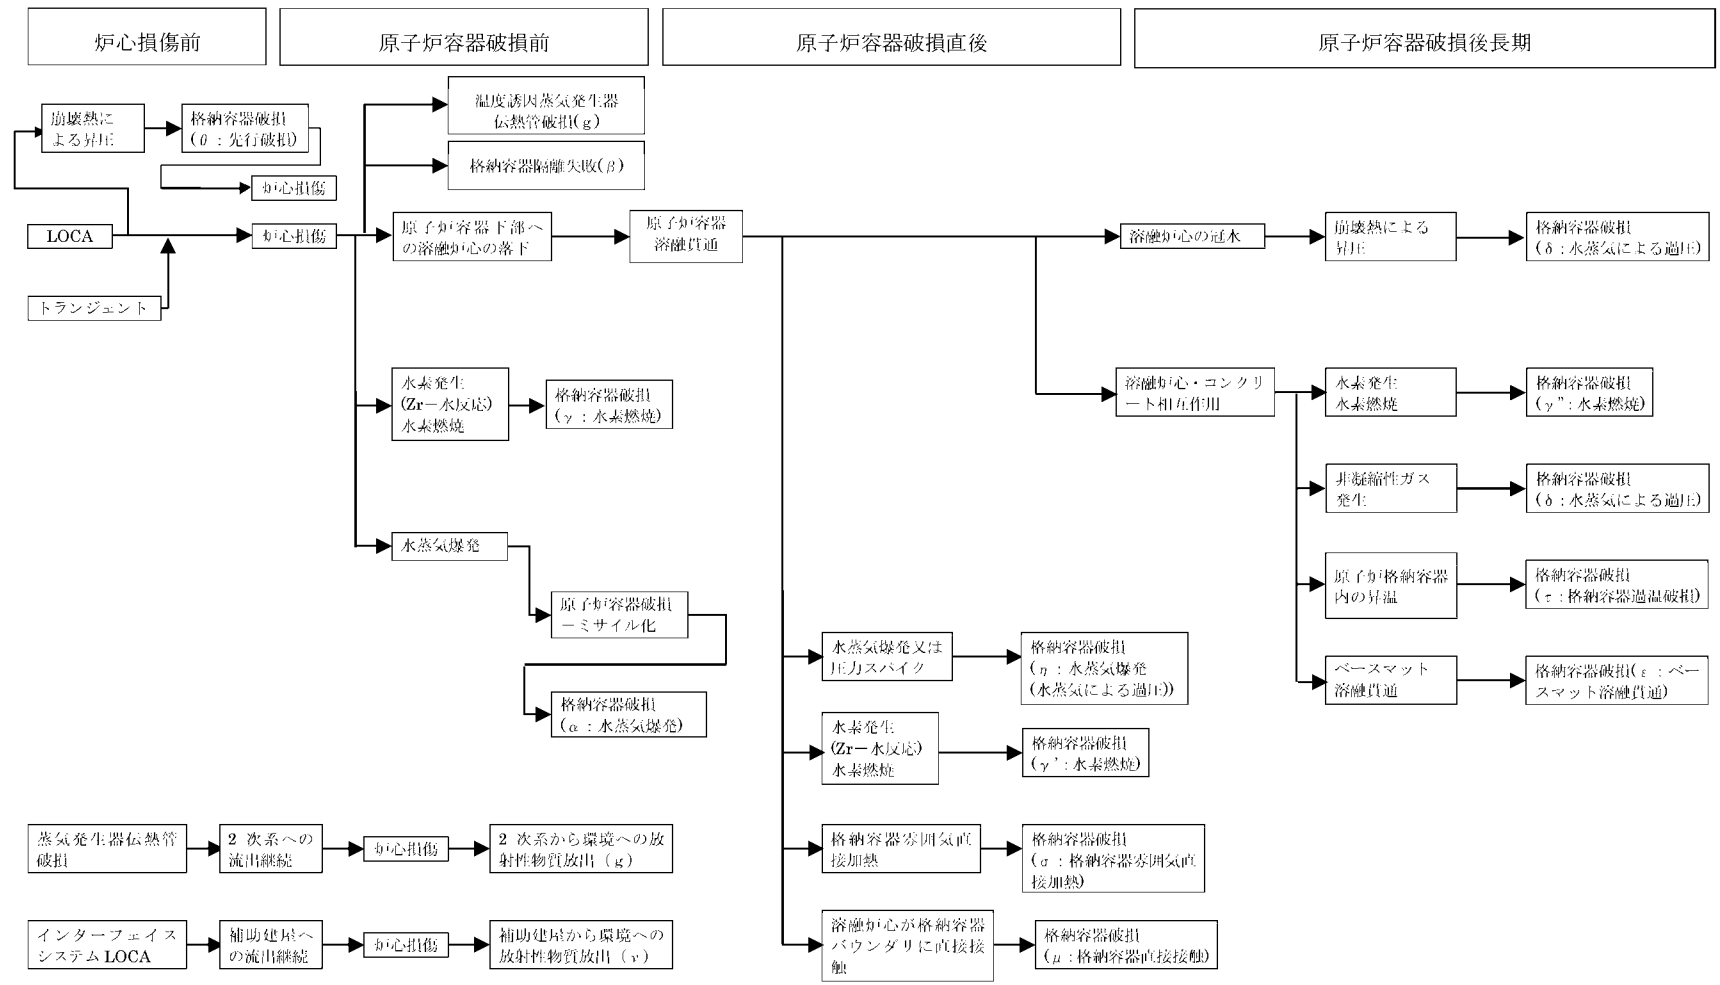 炉心損傷前
原子炉容器破損前
原子炉容器破損直後
原子炉容器破損後長期
崩壊熱に
よる昇圧
格納容器破損
(θ：先行破損)
炉心損傷
温度誘因蒸気発生器
伝熱管破損(g)
格納容器隔離失敗(β)
LOCA
炉心損傷
原子炉容器下部へ
の溶融炉心の落下
原子炉容器
溶融貫通
溶融炉心の冠水
崩壊熱による
昇圧
格納容器破損
(δ：水蒸気による過圧)
トランジェント
水素発生
(Zr－水反応)
水素燃焼
格納容器破損
(γ：水素燃焼)
溶融炉心・コンクリ
ート相互作用
水素発生
水素燃焼
格納容器破損
(γ”：水素燃焼)
非凝縮性ガス
発生
格納容器破損
(δ：水蒸気による過圧)
水蒸気爆発
原子炉格納容器
内の昇温
格納容器破損
(τ：格納容器過温破損)
原子炉容器破損
－ミサイル化
格納容器破損
(α：水蒸気爆発)
水蒸気爆発又は
圧力スパイク
格納容器破損
(η：水蒸気爆発
(水蒸気による過圧))
ベースマット
溶融貫通
格納容器破損(ε：ベー
スマット溶融貫通)
水素発生
(Zr－水反応)
水素燃焼
格納容器破損
(γ’：水素燃焼)
蒸気発生器伝熱管
破損
2 次系への
流出継続
炉心損傷
2 次系から環境への放
射性物質放出（g）
格納容器雰囲気直
接加熱
格納容器破損
(σ：格納容器雰囲気直
接加熱)
インターフェイス
システム LOCA
補助建屋へ
の流出継続
炉心損傷
補助建屋から環境への
放射性物質放出（ν）
溶融炉心が格納容器
バウンダリに直接接
触
格納容器破損
(μ：格納容器直接接触)